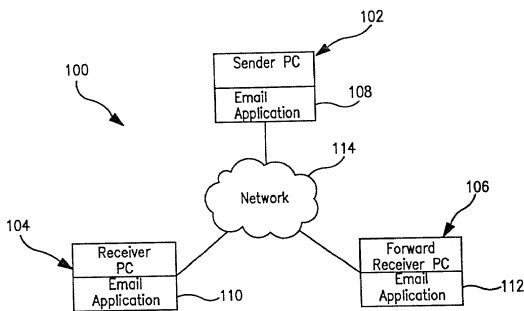 102
Sender PC
100
Email
Application
108
114
Network
106
104
Receiver
PC
Forward
Receiver PC
Email
Application
110
Email
Application
112